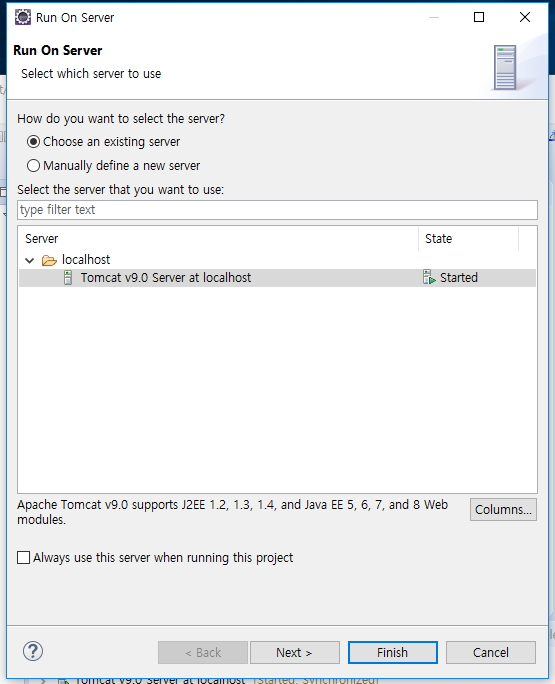 Run On Server
Run On Server
Select which server to use
How do you want to select the server?
Choose an existing server
Manually define a new server
Select the server that you want to use:
type filter text
Server State
localhost
Tomcat v9.0 Server at localhost Started
Apache Tomcat v9.0 supports J2EE 1.2, 1.3, 1.4, and Java EE 5, 6, 7, and 8 Web
modules.
Columns...
Always use this server when running this project
? < Back Next > Finish Cancel
Tomcat v9.0 Server at localhost [Started, Synchronized]